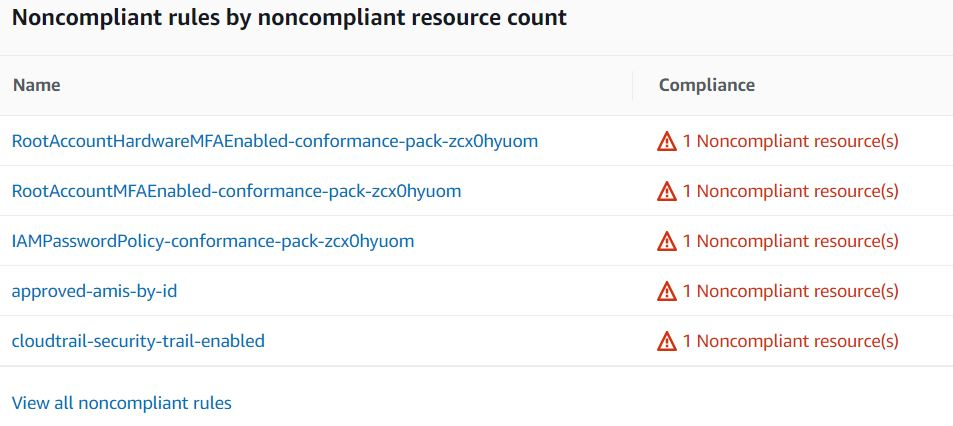 Noncompliant rules by noncompliant resource count
Name Compliance
RootAccountHardwareMFAEnabled-conformance-pack-zcx0hyuom 1 Noncompliant resource(s)
RootAccountMFAEnabled-conformance-pack-zcx0hyuom 1 Noncompliant resource(s)
IAMPasswordPolicy-conformance-pack-zcx0hyuom 1 Noncompliant resource(s)
approved-amis-by-id 1 Noncompliant resource(s)
cloudtrail-security-trail-enabled 1 Noncompliant resource(s)
View all noncompliant rules